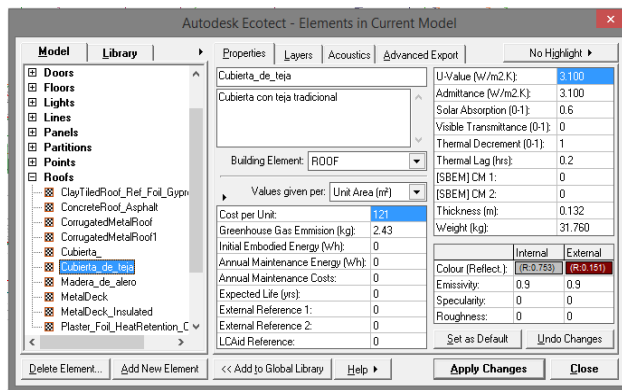 Autodesk Ecotect - Elements in Current Model
Model
Library
Doors
Floors
Lights
Lines
Panels
Partitions
Points
Roofs
ClayTiledRoof_Ref_Foil_Gypr
ConcreteRoof_Asphalt
CorrugatedMetalRoof
CorrugatedMetalRoof1
Cubierta_
Cubierta_de_teja
Madera_de_alero
MetalDeck
MetalDeck_Insulated
Plaster_Foil_HeatRetention_C
Delete Element...
Add New Element
Properties
Layers
Acoustics
Advanced
Export
No Highlight
Cubierta_de_teja
Cubierta con teja tradicional
Building Element: ROOF
Values given per: Unit Area (m²)
Cost per Unit: 121
Greenhouse Gas Emmision (kg): 2.43
Initial Embodied Energy (Wh): 0
Annual Maintenance Energy (Wh): 0
Annual Maintenance Costs: 0
Expected Life (yrs): 0
External Reference 1: 0
External Reference 2: 0
LCAid Reference: 0
U-Value (W/m2.K): 3.100
Admittance (W/m2.K): 3.100
Solar Absorption (0-1): 0.6
Visible Transmittance (0-1): 0
Thermal Decrement (0-1): 1
Thermal Lag (hrs): 0.2
[SBEM] CM 1: 0
[SBEM] CM 2: 0
Thickness (m): 0.132
Weight (kg): 31.760
Internal External
Colour (Reflect.): (R:0.753) (R:0.151)
Emissivity: 0.9 0.9
Specularity: 0 0
Roughness: 0 0
Set as Default
Undo Changes
<< Add to Global Library
Help
Apply Changes
Close